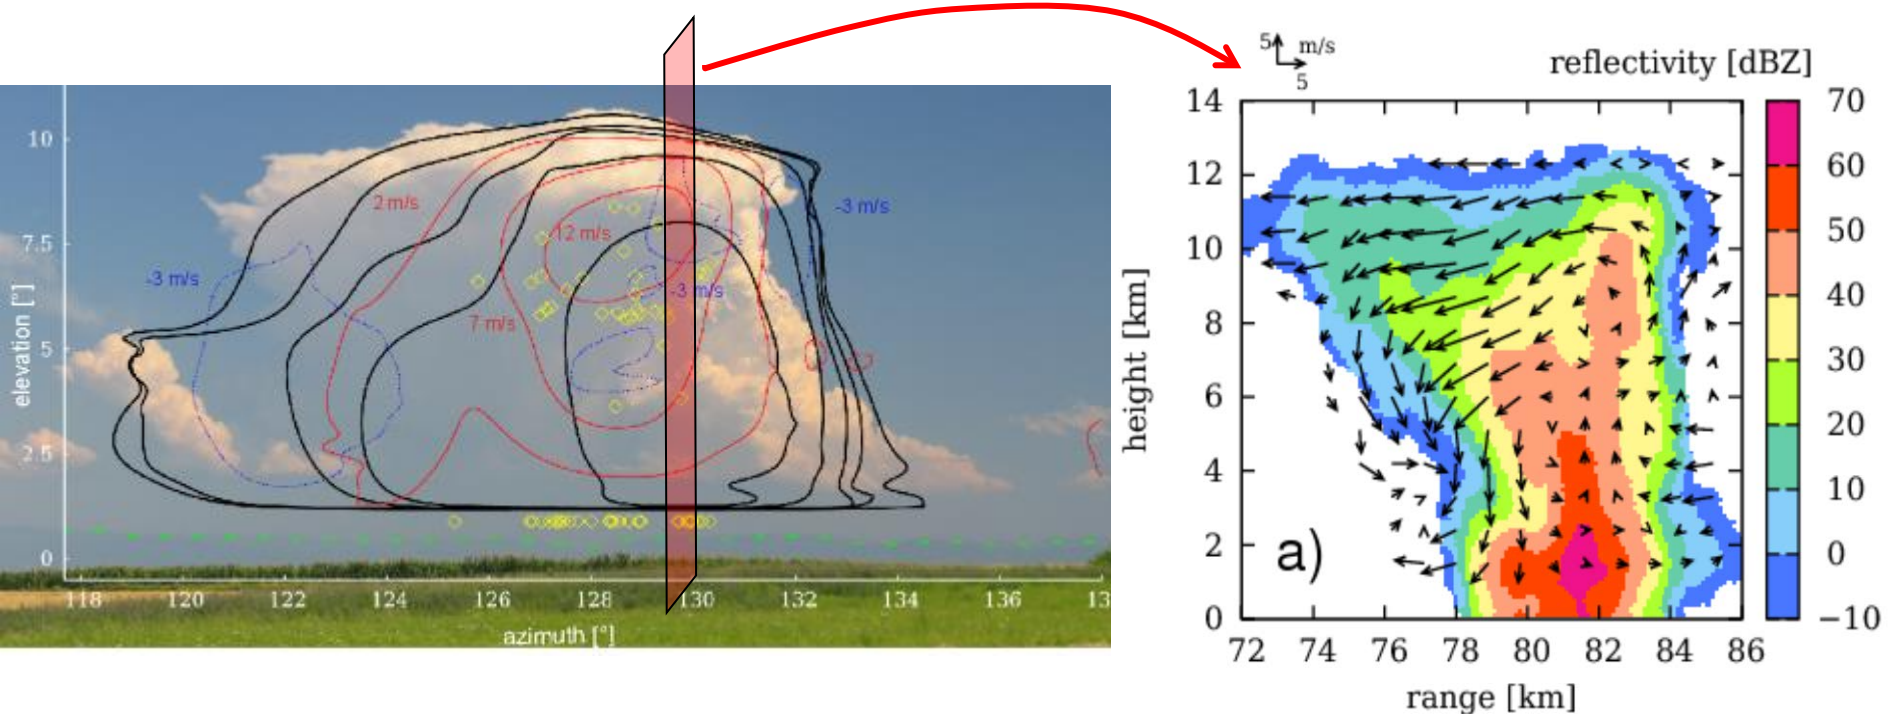 10
7.5
5
2.5
0
elevation [°]
118 120 122 124 126 128 130 132 134 136
azimuth [°]
2 m/s
-3 m/s
12 m/s
-3 m/s
-3 m/s
7 m/s
5 m/s
5
reflectivity [dBZ]
14
12
10
8
6
4
2
0
height [km]
a)
72 74 76 78 80 82 84 86
range [km]
70
60
50
40
30
20
10
0
−10